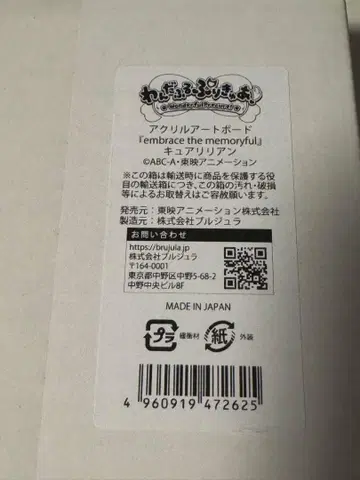 わんだふるぷりきゅあ!
Wonderful Precure!
アクリルアートボード
『embrace the memoryful』
キュアリリアン
©ABC-A・東映アニメーション
※この箱は輸送時に商品を保護する役
目の輸送箱につき、この箱の汚れ・破損
等によるお取替えはご容赦願います。
発売元：東映アニメーション株式会社
製造元：株式会社ブルジュラ
お問い合わせ
https://brujula.jp
株式会社ブルジュラ
〒164-0001
東京都中野区中野5-68-2
中野中央ビル8F
MADE IN JAPAN
プラ 緩衝材 紙 外装
4 960919 472625